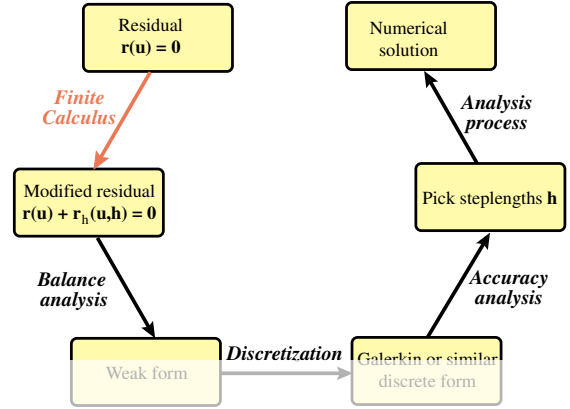 Residual
r(u) = 0
Numerical
solution
Finite
Calculus
Analysis
process
Modified residual
r(u) + r_h(u,h) = 0
Pick steplengths h
Balance
analysis
Accuracy
analysis
Discretization
Weak form
Galerkin or similar
discrete form